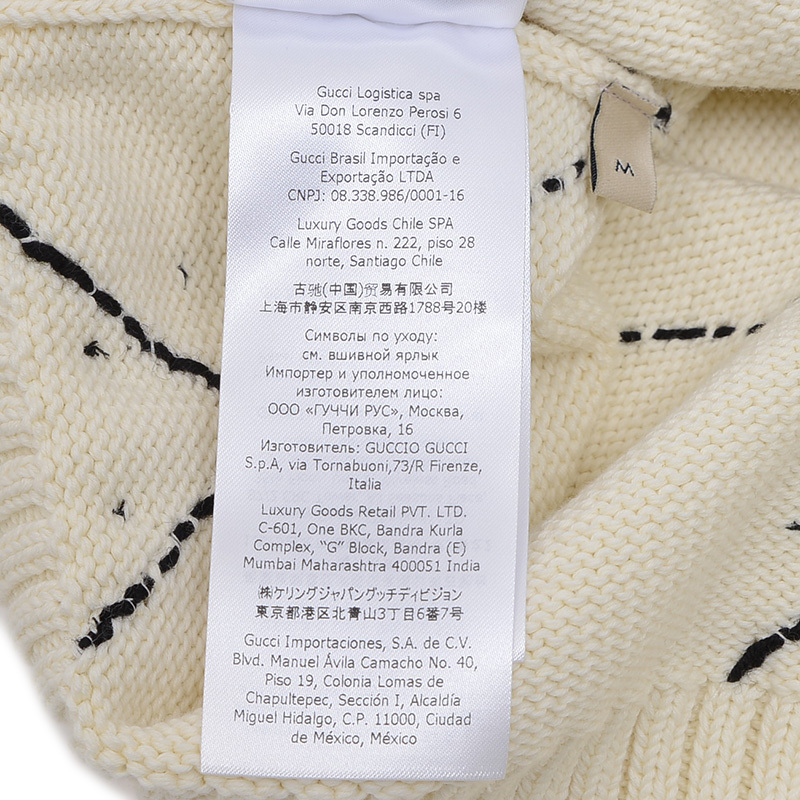 Gucci Logistica spa
Via Don Lorenzo Perosi 6
50018 Scandicci (FI)
Gucci Brasil Importação e
Exportação LTDA
CNPJ: 08.338.986/0001-16
Luxury Goods Chile SPA
Calle Miraflores n. 222, piso 28
norte, Santiago Chile
古驰(中国)贸易有限公司
上海市静安区南京西路1788号20楼
Символы по уходу:
см. вшивной ярлык
Импортер и уполномоченное
изготовителем лицо:
ООО «ГУЧЧИ РУС», Москва,
Петровка, 16
Изготовитель: GUCCIO GUCCI
S.p.A, via Tornabuoni,73/R Firenze,
Italia
Luxury Goods Retail PVT. LTD.
C-601, One BKC, Bandra Kurla
Complex, "G" Block, Bandra (E)
Mumbai Maharashtra 400051 India
㈱ケリングジャパングッチディビジョン
東京都港区北青山3丁目6番7号
Gucci Importaciones, S.A. de C.V.
Blvd. Manuel Ávila Camacho No. 40,
Piso 19, Colonia Lomas de
Chapultepec, Sección I, Alcaldía
Miguel Hidalgo, C.P. 11000, Ciudad
de México, México
M